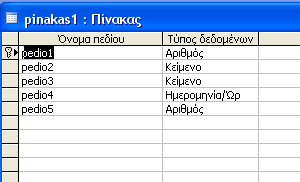 pinakas1 : Πίνακας
Όνομα πεδίου Τύπος δεδομένων
pedio1 Αριθμός
pedio2 Κείμενο
pedio3 Κείμενο
pedio4 Ημερομηνία/Ώρ
pedio5 Αριθμός